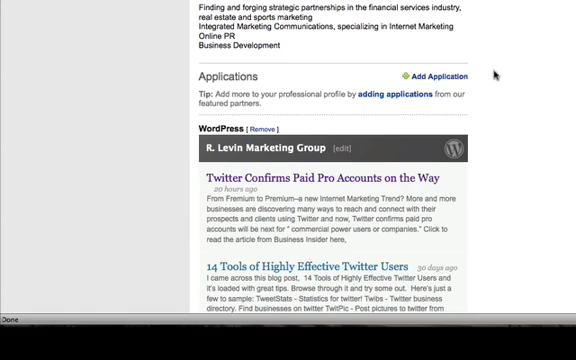 Finding and forging strategic partnerships in the financial services industry,
real estate and sports marketing
Integrated Marketing Communications, specializing in Internet Marketing
Online PR
Business Development
Applications
Add Application
Tip: Add more to your professional profile by adding applications from our
featured partners.
WordPress [ Remove ]
R. Levin Marketing Group [edit]
Twitter Confirms Paid Pro Accounts on the Way
20 hours ago
From Fremium to Premium–a new Internet Marketing Trend? More and more
businesses are discovering many ways to reach and connect with their
prospects and clients using Twitter and now, Twitter confirms paid pro
accounts will be next for " commercial power users or companies." Click to
read the article from Business Insider here,
14 Tools of Highly Effective Twitter Users 30 days ago
I came across this blog post,  14 Tools of Highly Effective Twitter Users and
it's loaded with great tips. Browse through it and try some out.  Here's just a
few to sample: TweetStats - Statistics for twitter! Twibs - Twitter business
directory. Find businesses on twitter TwitPic - Post pictures to twitter from
Done